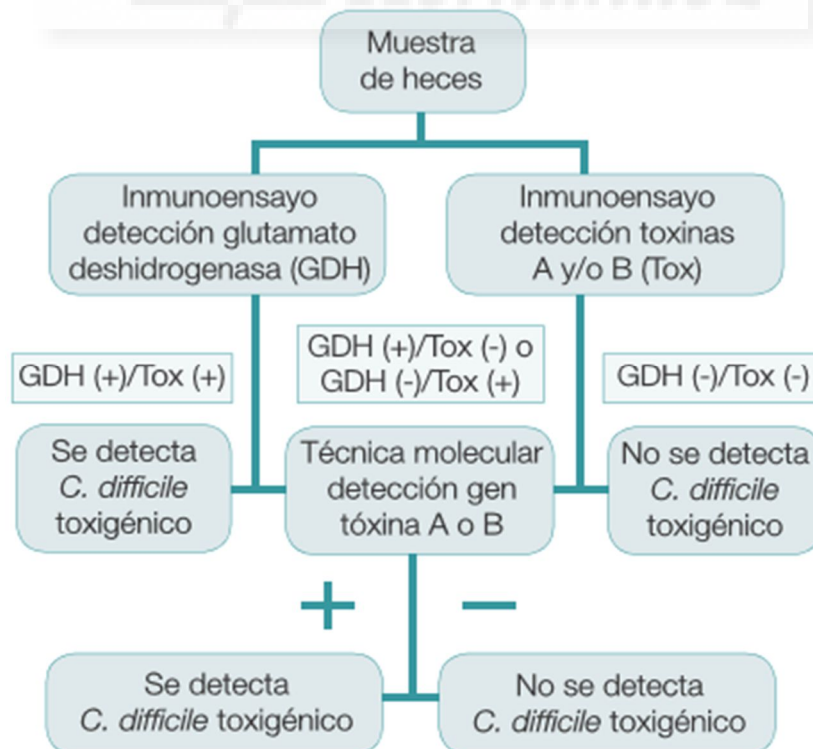 Muestra
de heces
Inmunoensayo
detección glutamato
deshidrogenasa (GDH)
Inmunoensayo
detección toxinas
A y/o B (Tox)
GDH (+)/Tox (+)
GDH (+)/Tox (-) o
GDH (-)/Tox (+)
GDH (-)/Tox (-)
Se detecta
C. difficile
toxigénico
Técnica molecular
detección gen
tóxina A o B
No se detecta
C. difficile
toxigénico
+
−
Se detecta
C. difficile toxigénico
No se detecta
C. difficile toxigénico